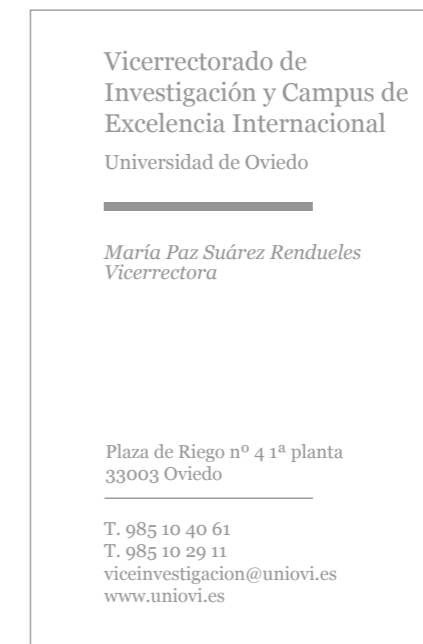 Vicerrectorado de
Investigación y Campus de
Excelencia Internacional
Universidad de Oviedo
María Paz Suárez Rendueles
Vicerrectora
Plaza de Riego nº 4 1ª planta
33003 Oviedo
T. 985 10 40 61
T. 985 10 29 11
viceinvestigacion@uniovi.es
www.uniovi.es